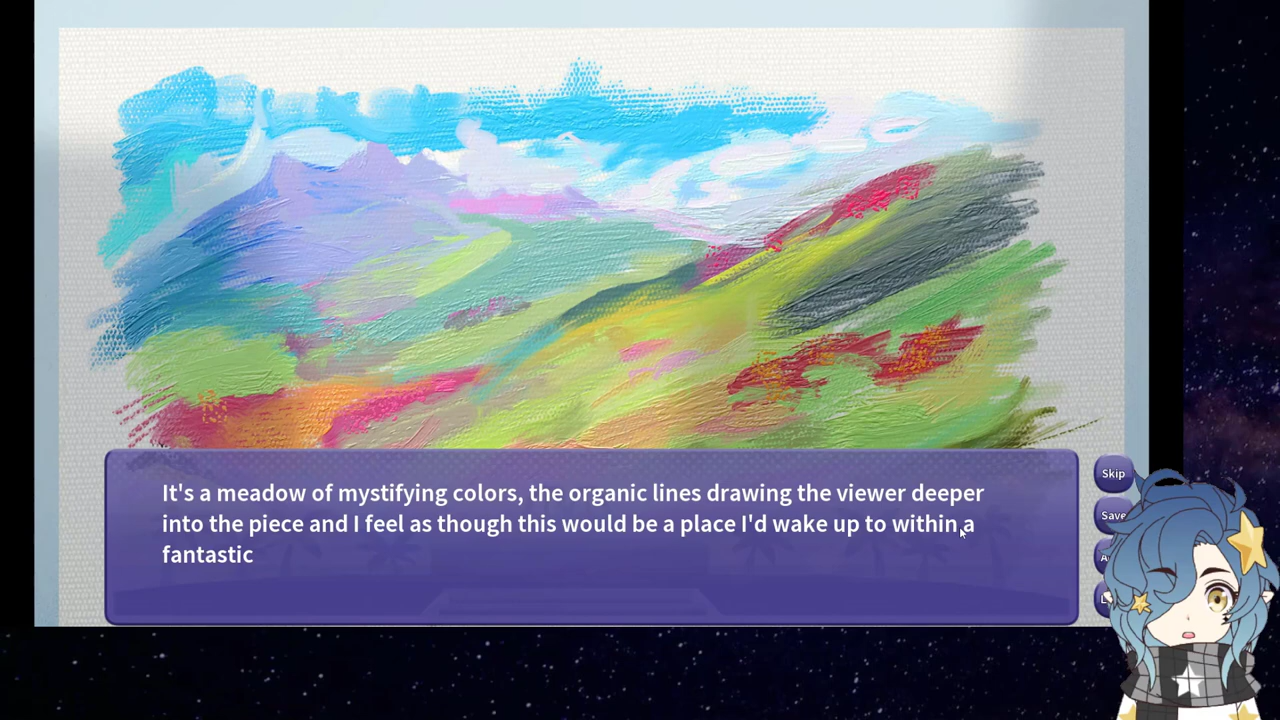 It's a meadow of mystifying colors, the organic lines drawing the viewer deeper
into the piece and I feel as though this would be a place I'd wake up to within a
fantastic
Skip
Save